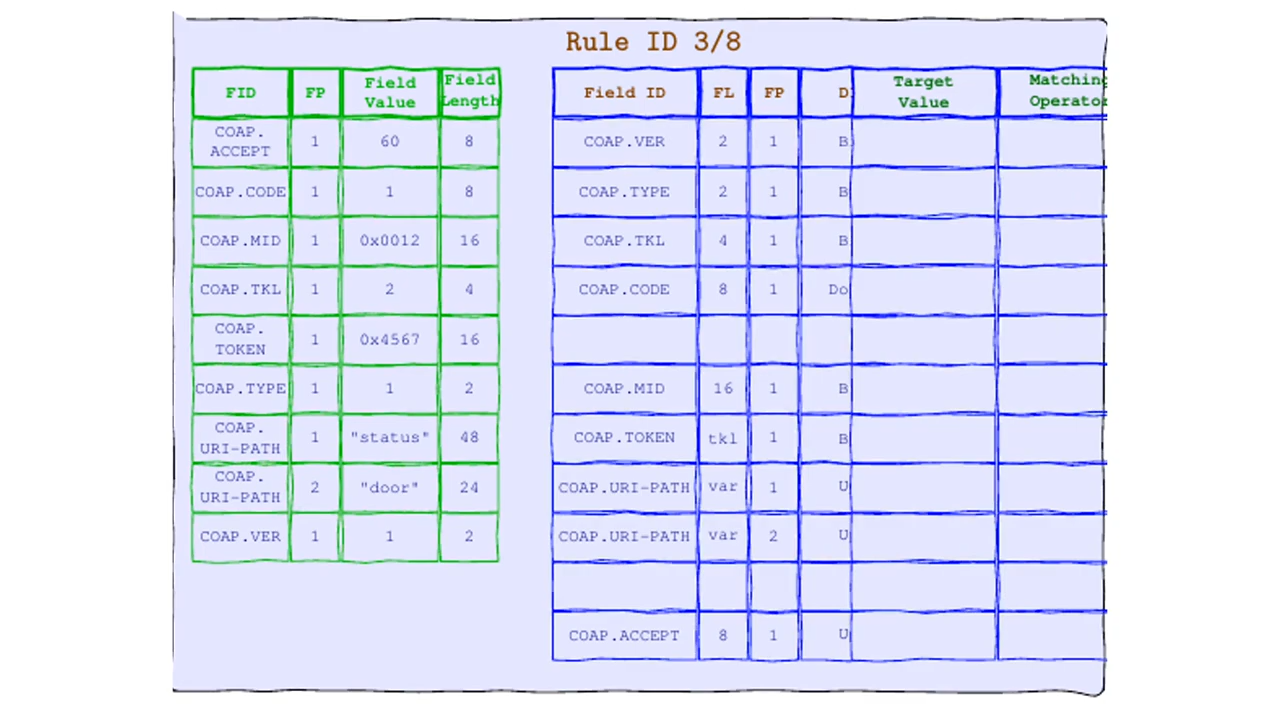 Rule ID 3/8
FID FP Field Value Field Length
COAP. ACCEPT 1 60 8
COAP.CODE 1 1 8
COAP.MID 1 0x0012 16
COAP.TKL 1 2 4
COAP. TOKEN 1 0x4567 16
COAP.TYPE 1 1 2
COAP. URI-PATH 1 "status" 48
COAP. URI-PATH 2 "door" 24
COAP.VER 1 1 2
Field ID FL FP D Target Value Matching Operator
COAP.VER 2 1 B
COAP.TYPE 2 1 B
COAP.TKL 4 1 B
COAP.CODE 8 1 Do
COAP.MID 16 1 B
COAP.TOKEN tkl 1 B
COAP.URI-PATH var 1 U
COAP.URI-PATH var 2 U
COAP.ACCEPT 8 1 U